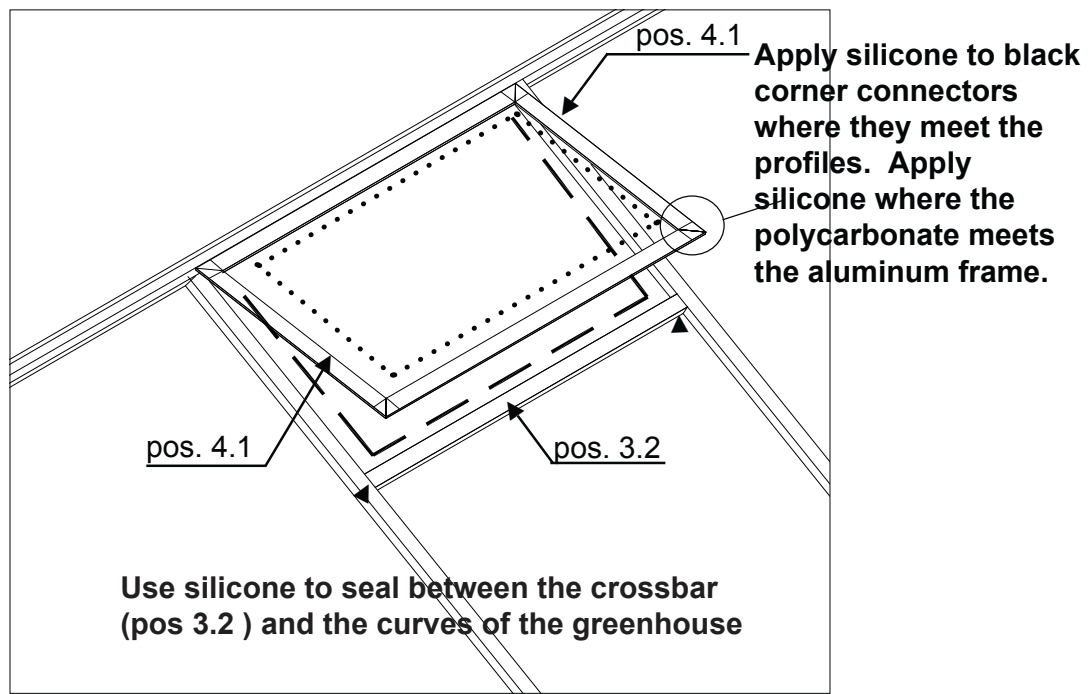 pos. 4.1
Apply silicone to black
corner connectors
where they meet the
profiles.  Apply
silicone where the
polycarbonate meets
the aluminum frame.
pos. 4.1
pos. 3.2
Use silicone to seal between the crossbar
(pos 3.2 ) and the curves of the greenhouse